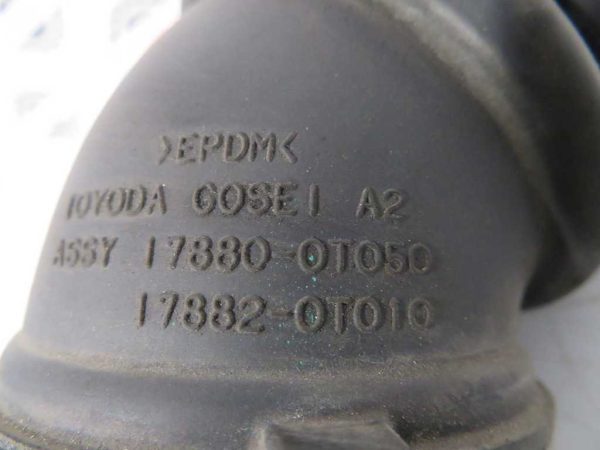 >EPDM<
TOYODA GOSEI A2
ASSY 17880-0T050
17882-0T010